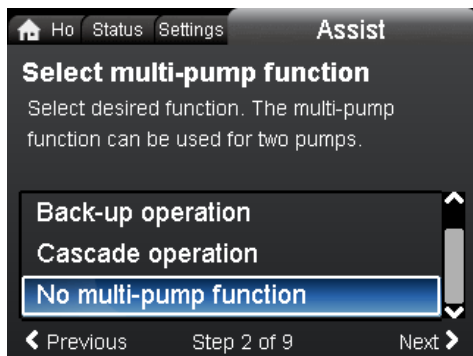 Ho Status Settings Assist
Select multi-pump function
Select desired function. The multi-pump
function can be used for two pumps.
Back-up operation
Cascade operation
No multi-pump function
Previous Step 2 of 9 Next